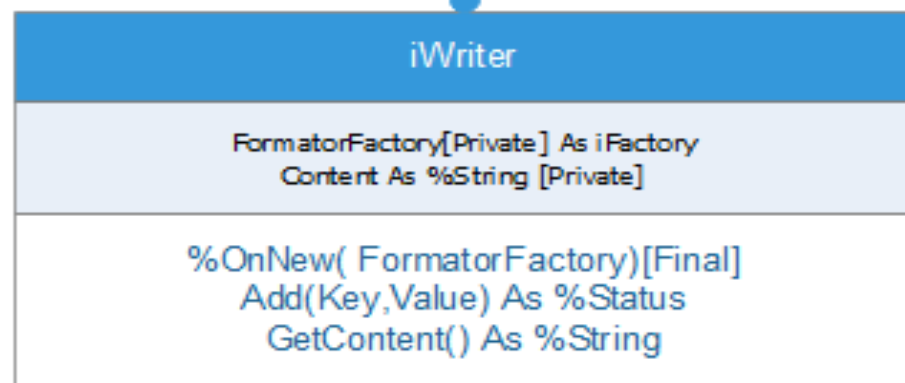 iWriter
FormatorFactory[Private] As iFactory
Content As %String [Private]
%OnNew( FormatorFactory)[Final]
Add(Key,Value) As %Status
GetContent() As %String